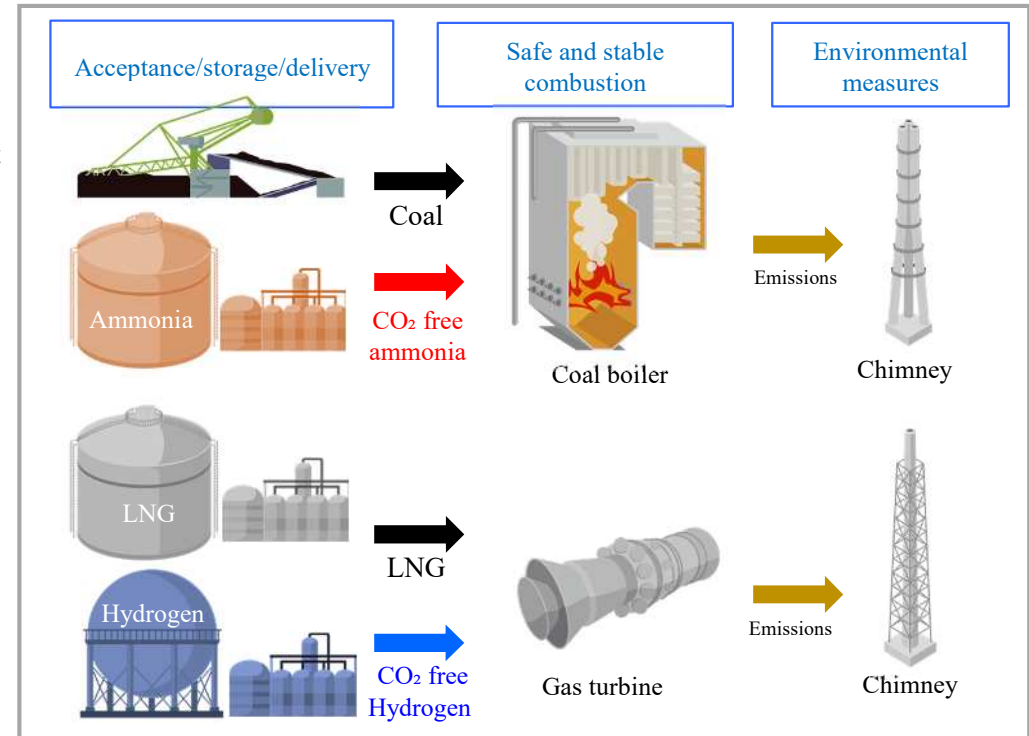 Acceptance/storage/delivery
Safe and stable
combustion
Environmental
measures
Coal
Ammonia
CO₂ free
ammonia
Emissions
Coal boiler
Chimney
LNG
LNG
Hydrogen
CO₂ free
Hydrogen
Gas turbine
Emissions
Chimney